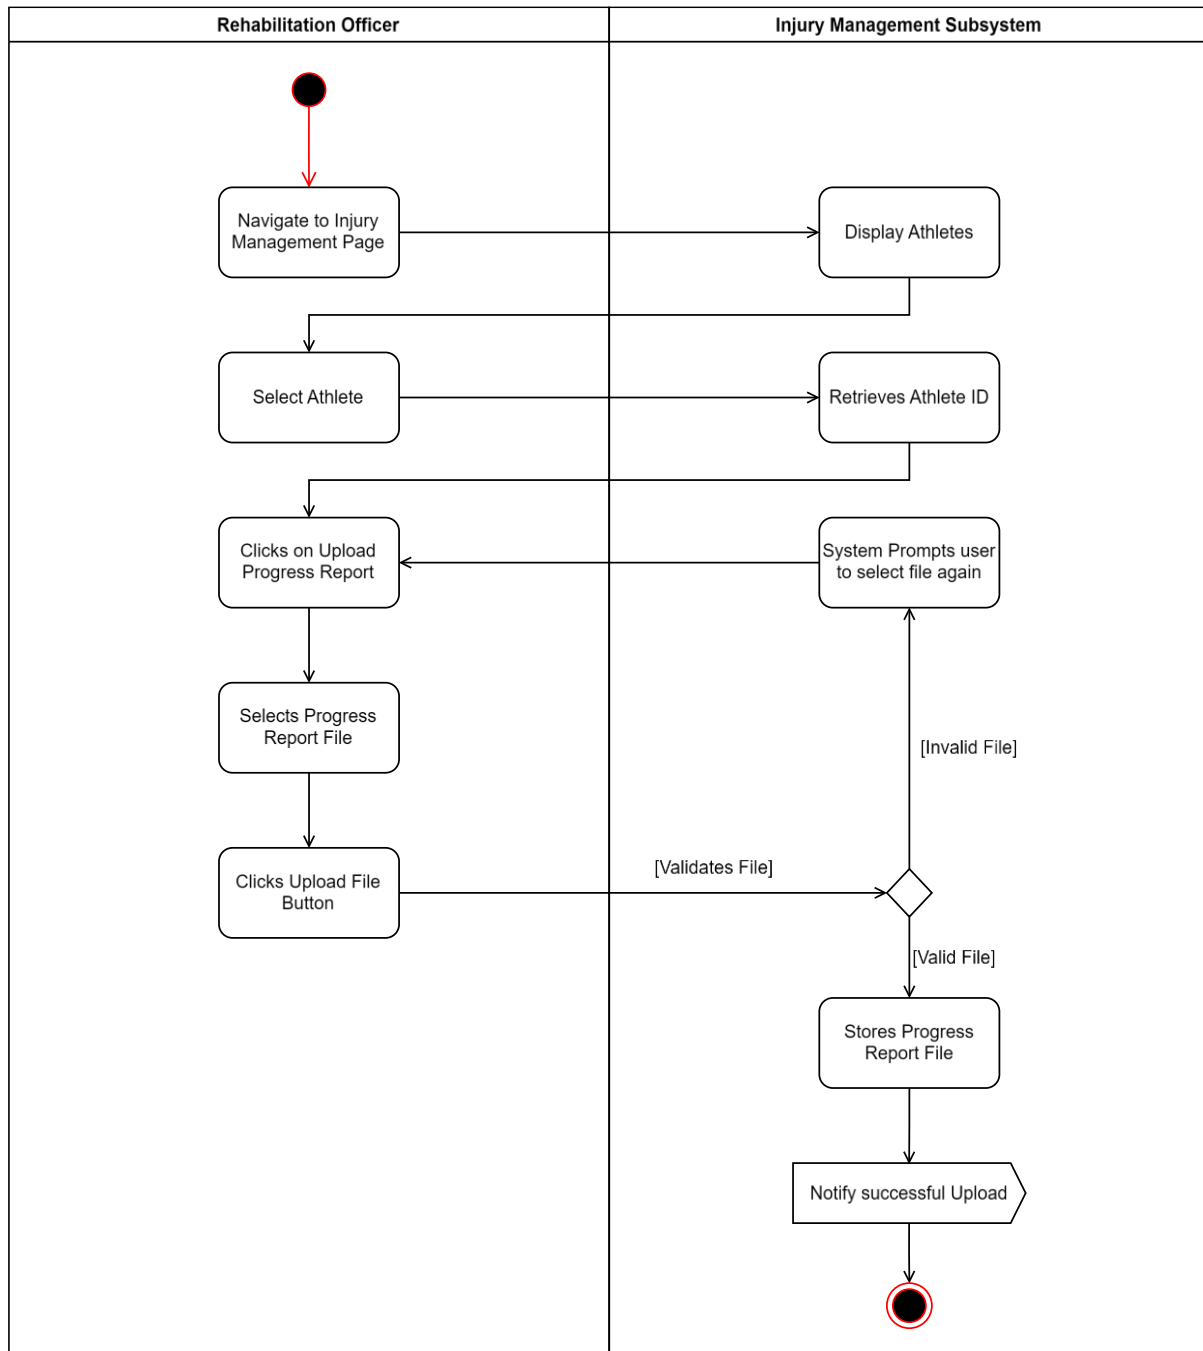 Rehabilitation Officer
Injury Management Subsystem
Navigate to Injury
Management Page
Display Athletes
Select Athlete
Retrieves Athlete ID
Clicks on Upload
Progress Report
System Prompts user
to select file again
Selects Progress
Report File
[Invalid File]
Clicks Upload File
Button
[Validates File]
[Valid File]
Stores Progress
Report File
Notify successful Upload